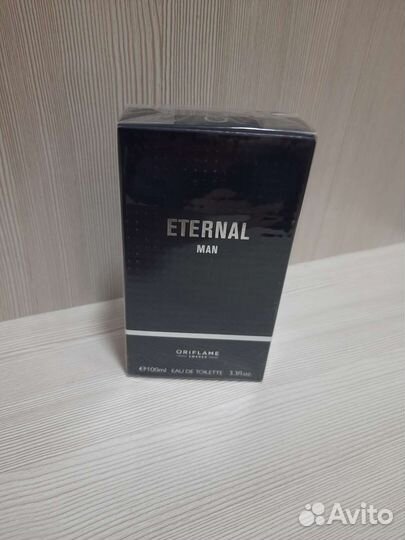 ETERNAL
MAN
ORIFLAME
SWEDEN
℮100ml EAU DE TOILETTE 3.3fl.oz
Avito